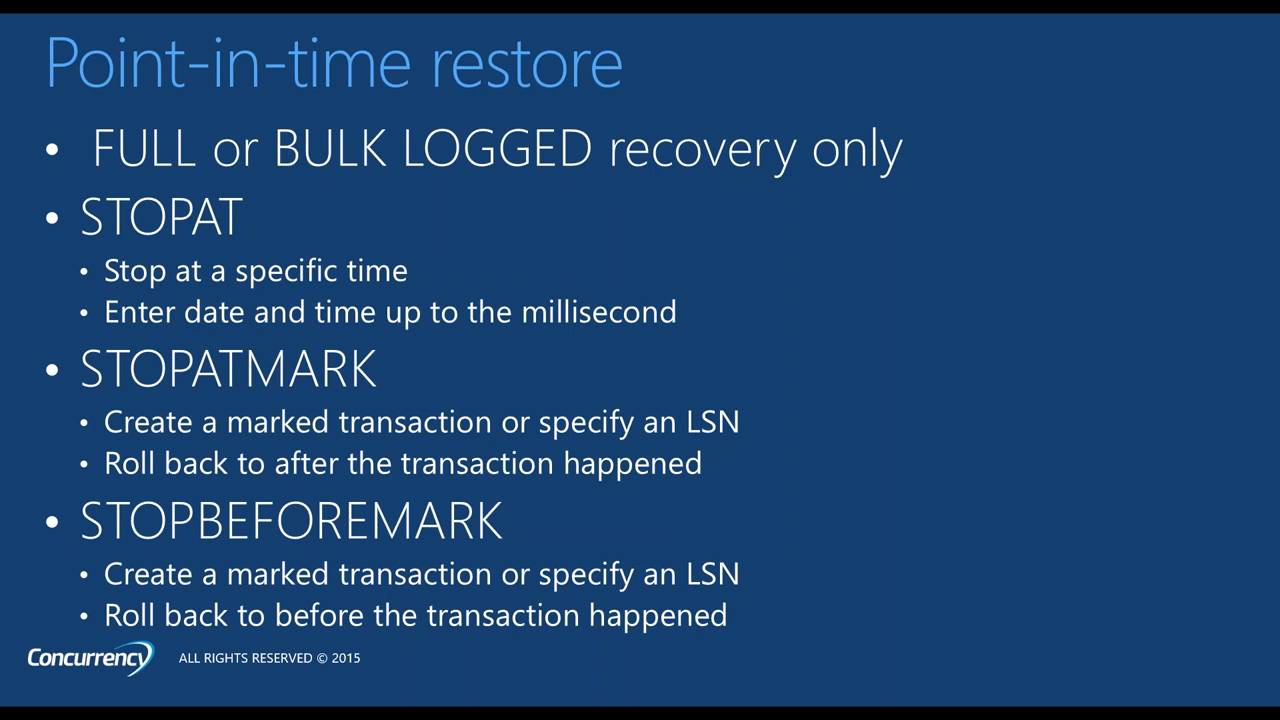 Point-in-time restore
• FULL or BULK LOGGED recovery only
• STOPAT
• Stop at a specific time
• Enter date and time up to the millisecond
• STOPATMARK
• Create a marked transaction or specify an LSN
• Roll back to after the transaction happened
• STOPBEFOREMARK
• Create a marked transaction or specify an LSN
• Roll back to before the transaction happened
Concurrency ALL RIGHTS RESERVED © 2015